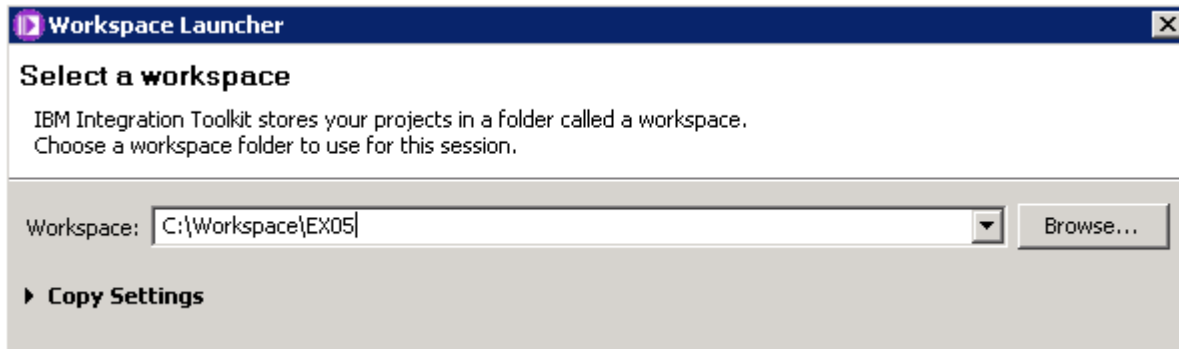 Workspace Launcher
Select a workspace
IBM Integration Toolkit stores your projects in a folder called a workspace.
Choose a workspace folder to use for this session.
Workspace: C:\Workspace\EX05 Browse...
Copy Settings